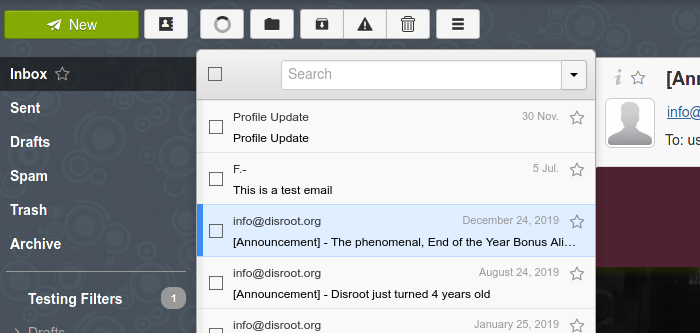 New
Inbox
Sent
Drafts
Spam
Trash
Archive
Testing Filters 1
Drafts
Search
Profile Update 30 Nov.
Profile Update
F.- 5 Jul.
This is a test email
info@disroot.org December 24, 2019
[Announcement] - The phenomenal, End of the Year Bonus Ali…
info@disroot.org August 24, 2019
[Announcement] - Disroot just turned 4 years old
info@disroot.org January 25, 2019
[Ann
info@
To: us